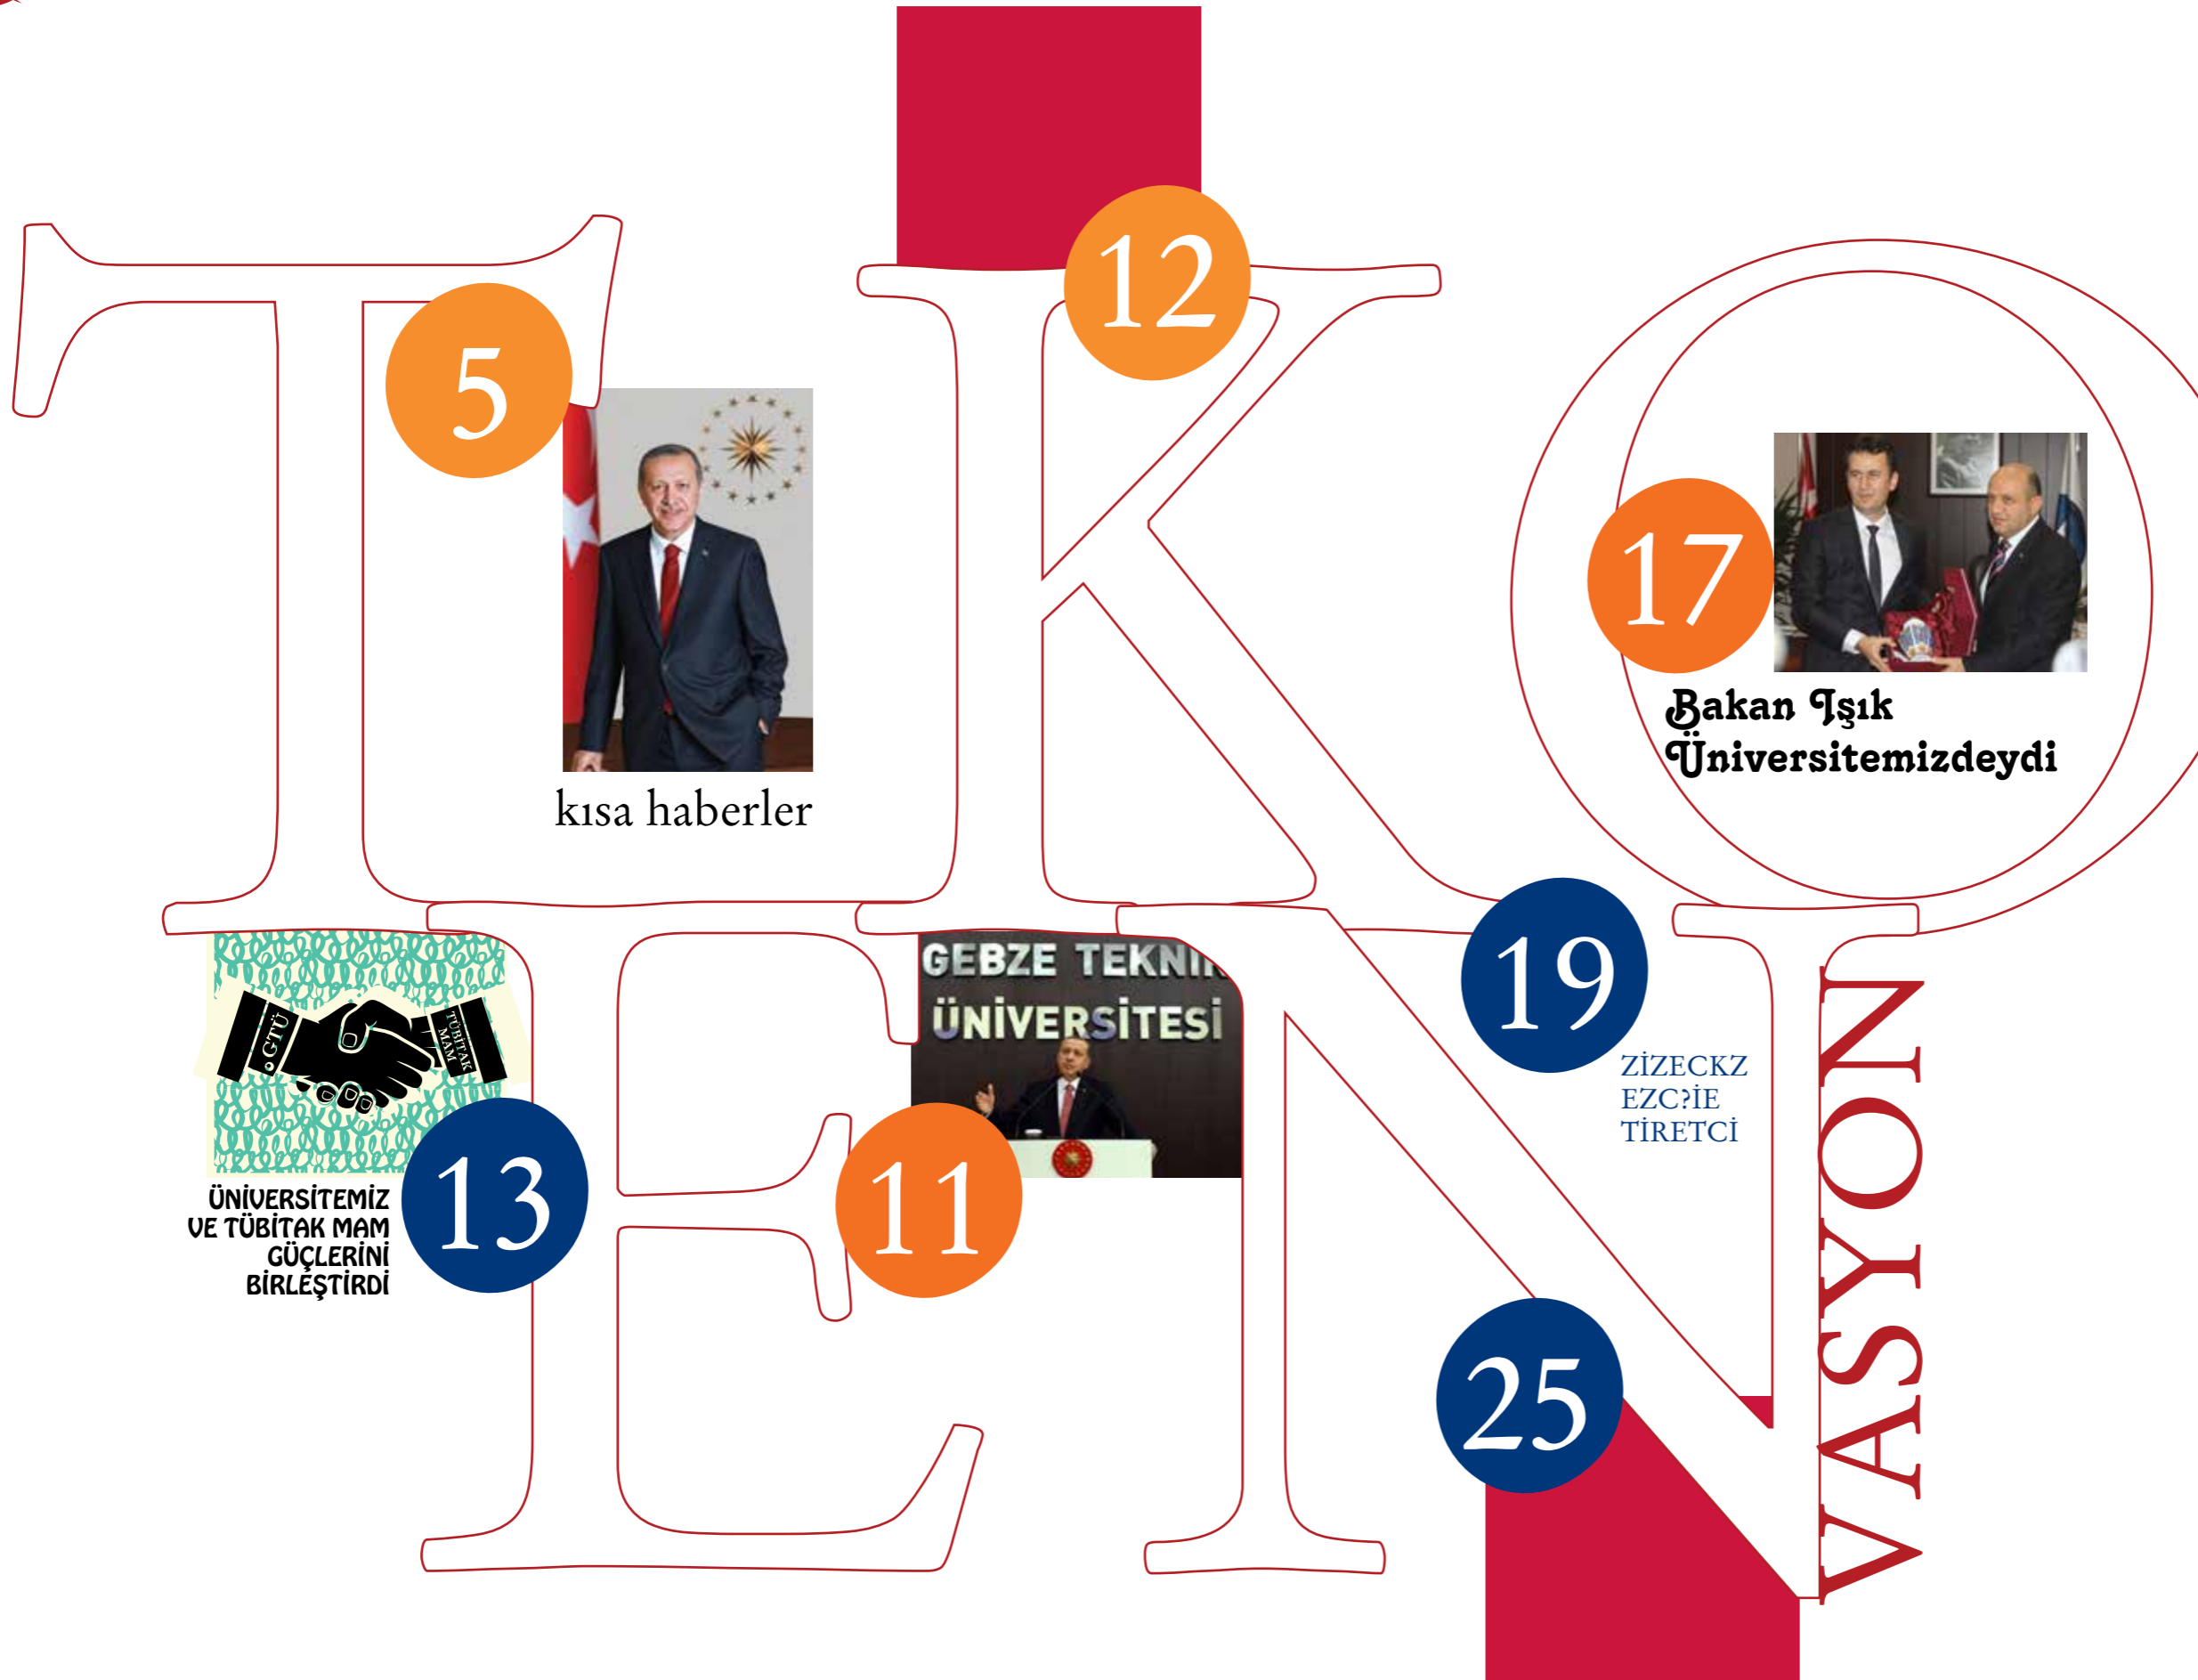 T K O
E N
VASYON
5
kısa haberler
12
17
Bakan Işık
Üniversitemizdeydi
GTÜ
TÜBİTAK
MAM
13
ÜNİVERSİTEMİZ
VE TÜBİTAK MAM
GÜÇLERİNİ
BİRLEŞTİRDİ
GEBZE TEKNİK
ÜNİVERSİTESİ
11
19
ZİZECKZ
EZC?İE
TİRETCİ
25